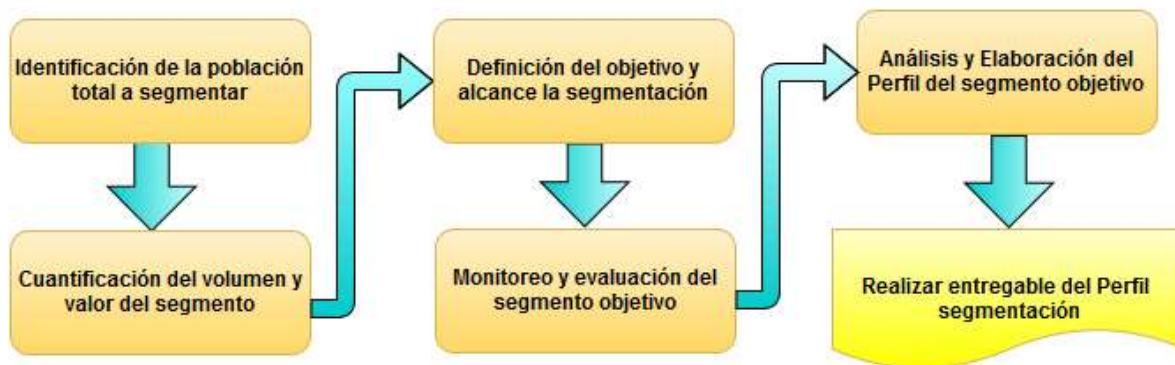 Identificación de la población
total a segmentar
Cuantificación del volumen y
valor del segmento
Definición del objetivo y
alcance la segmentación
Monitoreo y evaluación del
segmento objetivo
Análisis y Elaboración del
Perfil del segmento objetivo
Realizar entregable del Perfil
segmentación